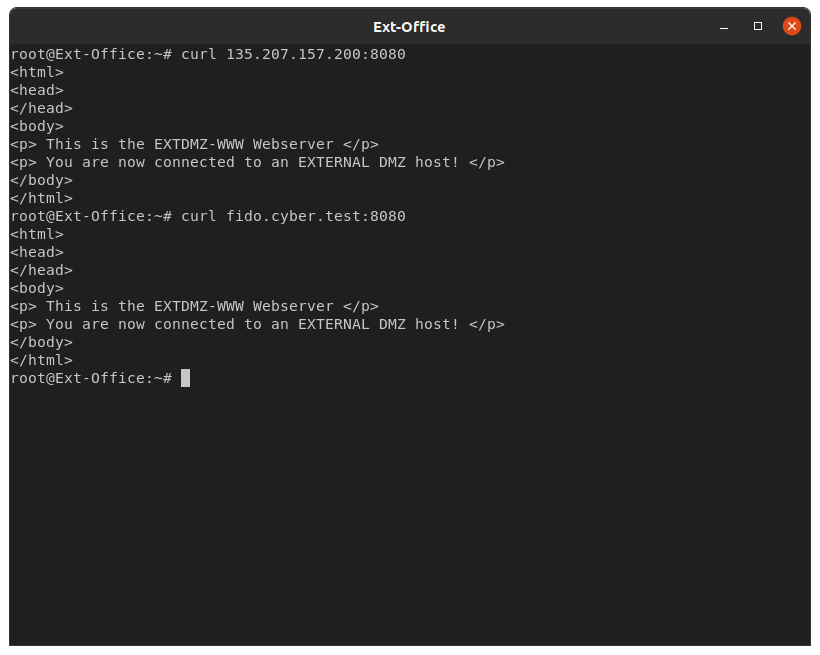 Ext-Office
root@Ext-Office:~# curl 135.207.157.200:8080
<html>
<head>
</head>
<body>
<p> This is the EXTDMZ-WWW Webserver </p>
<p> You are now connected to an EXTERNAL DMZ host! </p>
</body>
</html>
root@Ext-Office:~# curl fido.cyber.test:8080
<html>
<head>
</head>
<body>
<p> This is the EXTDMZ-WWW Webserver </p>
<p> You are now connected to an EXTERNAL DMZ host! </p>
</body>
</html>
root@Ext-Office:~#